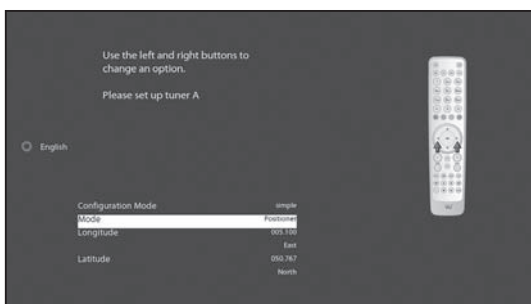 Use the left and right buttons to
change an option.
Please set up tuner A
English
Configuration Mode simple
Mode Positioner
Longitude 005.100
East
Latitude 050.767
North